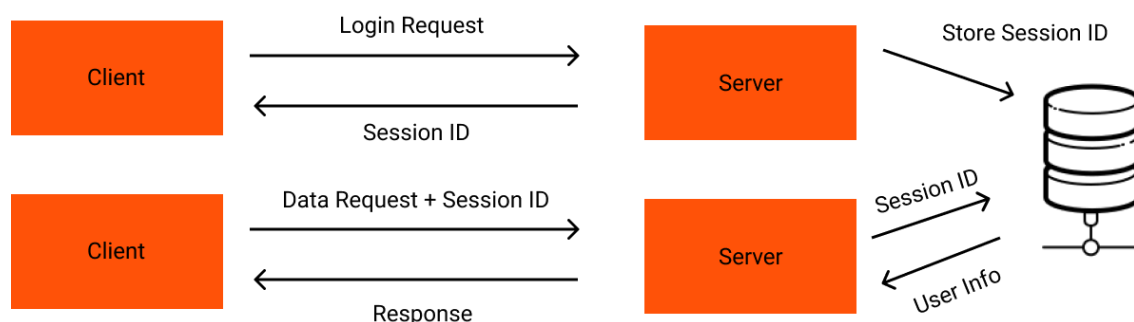 Login Request
Store Session ID
Client
Server
Session ID
Data Request + Session ID
Session ID
Client
Server
User Info
Response